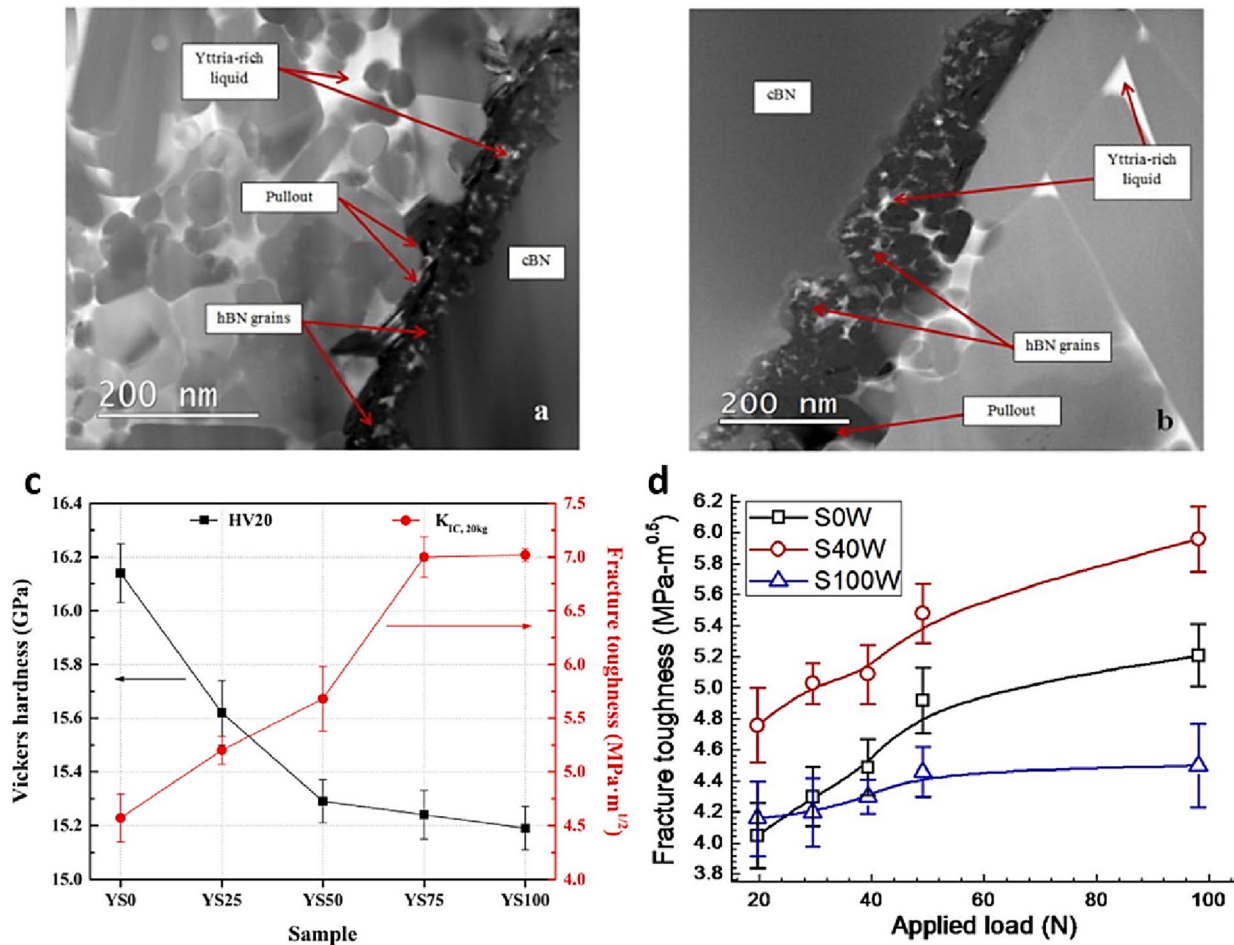 Yttria-rich
liquid
Pullout
cBN
hBN grains
200 nm
a
cBN
Yttria-rich
liquid
hBN grains
200 nm
Pullout
b
c
HV20
K_IC, 20kg
Vickers hardness (GPa)
16.4
16.2
16.0
15.8
15.6
15.4
15.2
15.0
7.5
7.0
6.5
6.0
5.5
5.0
4.5
4.0
Fracture toughness (MPa·m^1/2)
YS0 YS25 YS50 YS75 YS100
Sample
d
S0W
S40W
S100W
Fracture toughness (MPa-m^0.5)
6.2
6.0
5.8
5.6
5.4
5.2
5.0
4.8
4.6
4.4
4.2
4.0
3.8
20 40 60 80 100
Applied load (N)